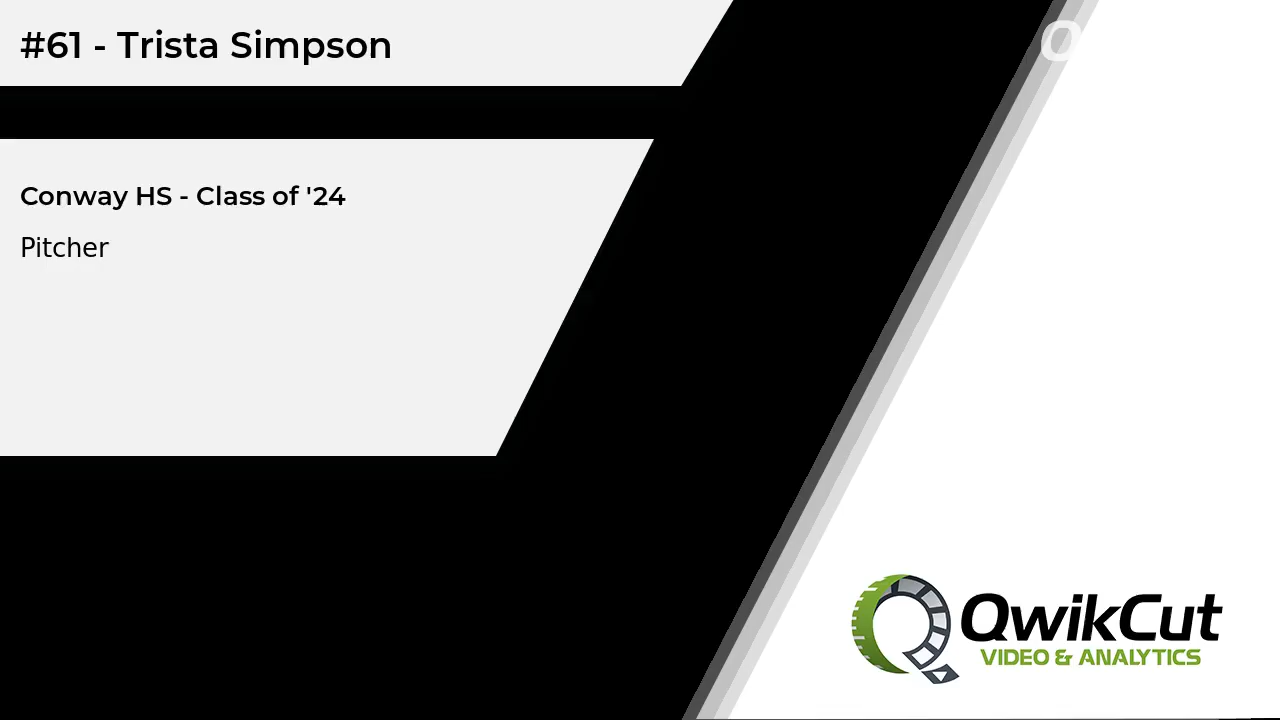 #61 - Trista Simpson
Conway HS - Class of '24
Pitcher
QwikCut
VIDEO & ANALYTICS